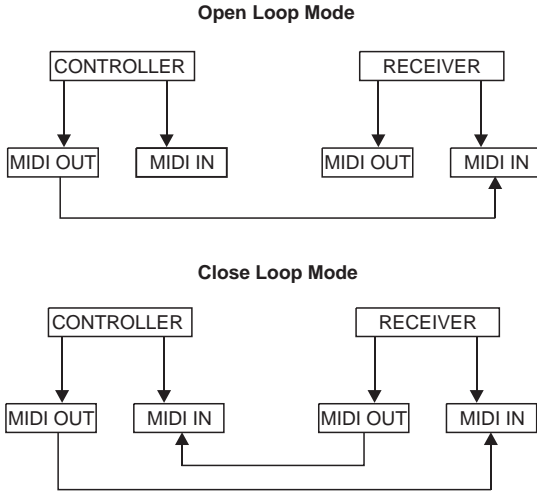 Open Loop Mode
CONTROLLER RECEIVER
MIDI OUT MIDI IN MIDI OUT MIDI IN
Close Loop Mode
CONTROLLER RECEIVER
MIDI OUT MIDI IN MIDI OUT MIDI IN